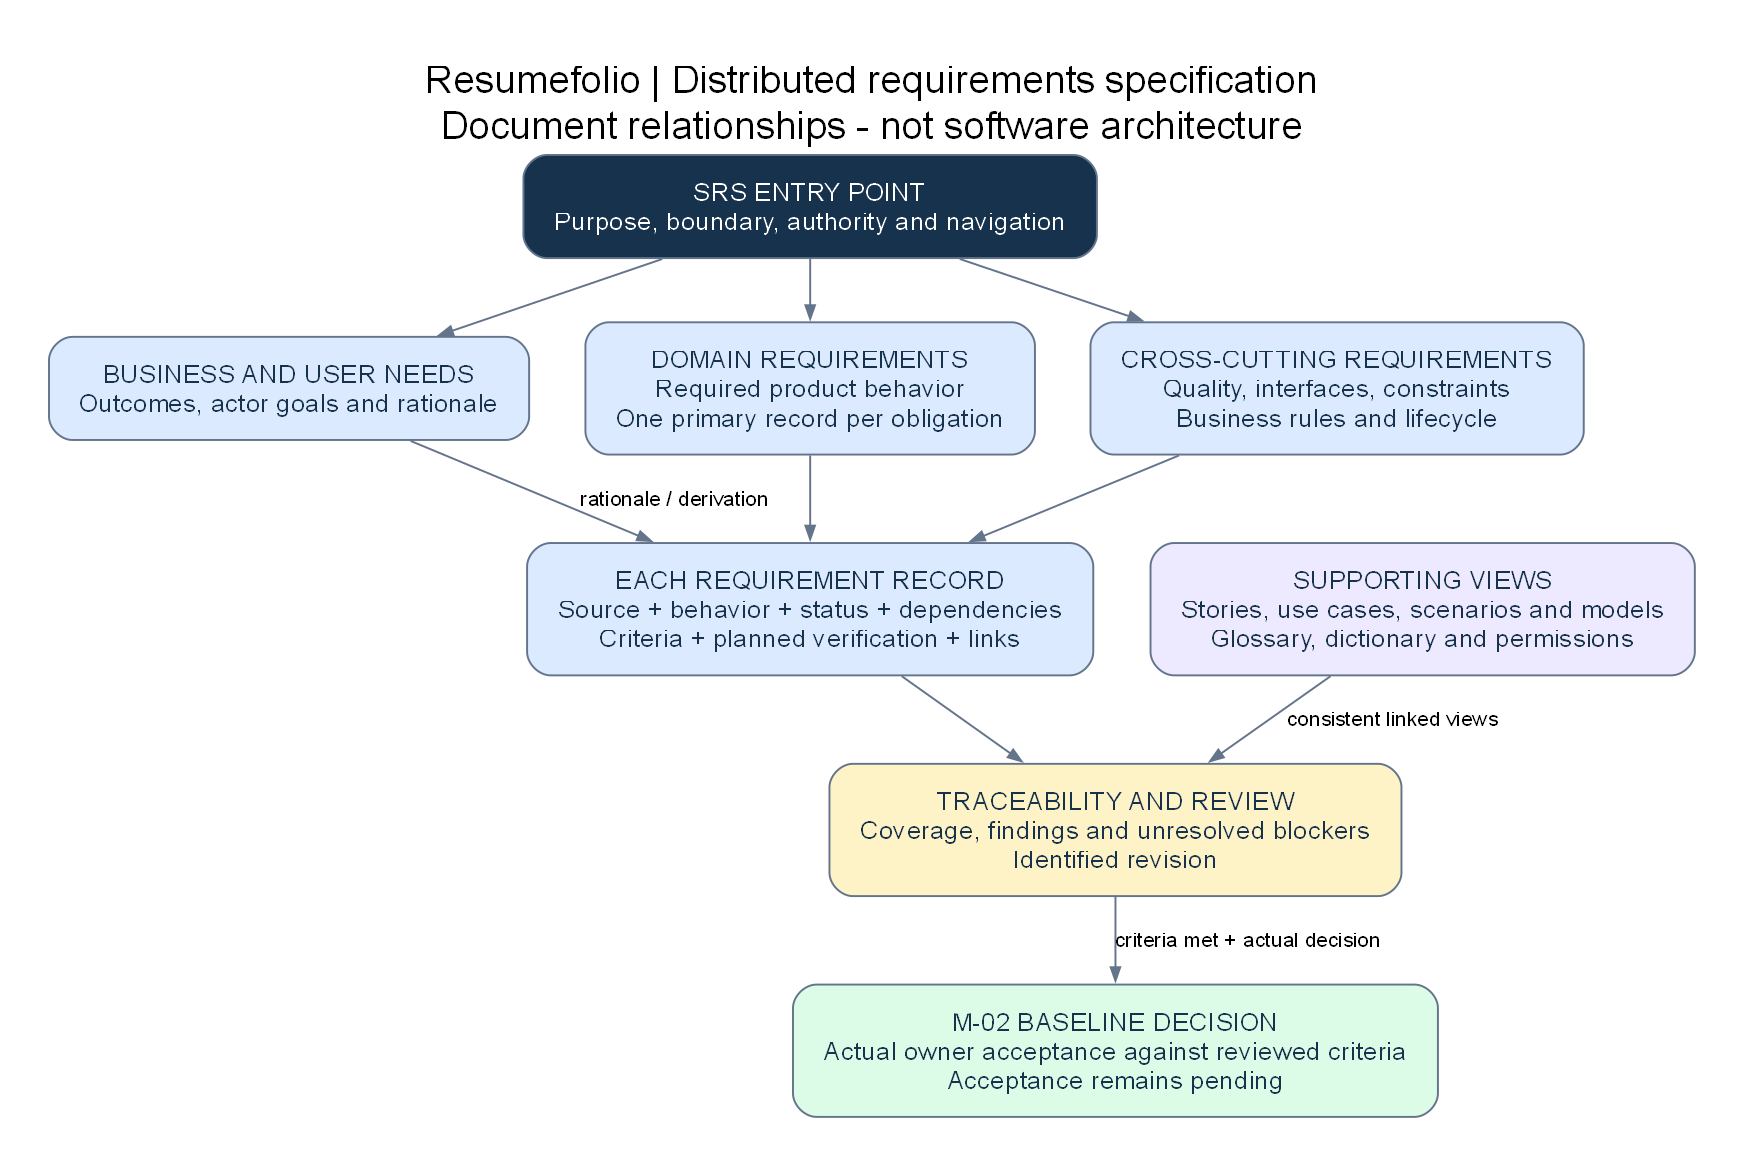 Resumefolio | Distributed requirements specification
Document relationships - not software architecture
SRS ENTRY POINT
Purpose, boundary, authority and navigation
BUSINESS AND USER NEEDS
Outcomes, actor goals and rationale
DOMAIN REQUIREMENTS
Required product behavior
One primary record per obligation
CROSS-CUTTING REQUIREMENTS
Quality, interfaces, constraints
Business rules and lifecycle
rationale / derivation
EACH REQUIREMENT RECORD
Source + behavior + status + dependencies
Criteria + planned verification + links
SUPPORTING VIEWS
Stories, use cases, scenarios and models
Glossary, dictionary and permissions
consistent linked views
TRACEABILITY AND REVIEW
Coverage, findings and unresolved blockers
Identified revision
criteria met + actual decision
M-02 BASELINE DECISION
Actual owner acceptance against reviewed criteria
Acceptance remains pending